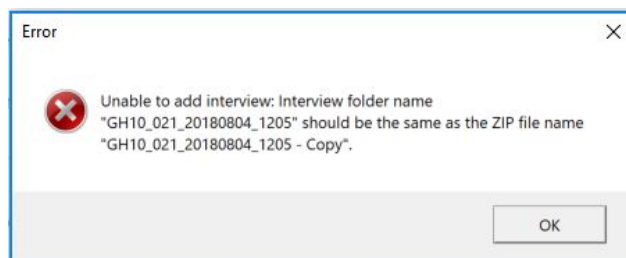 Error
Unable to add interview: Interview folder name
"GH10_021_20180804_1205" should be the same as the ZIP file name
"GH10_021_20180804_1205 - Copy".
OK